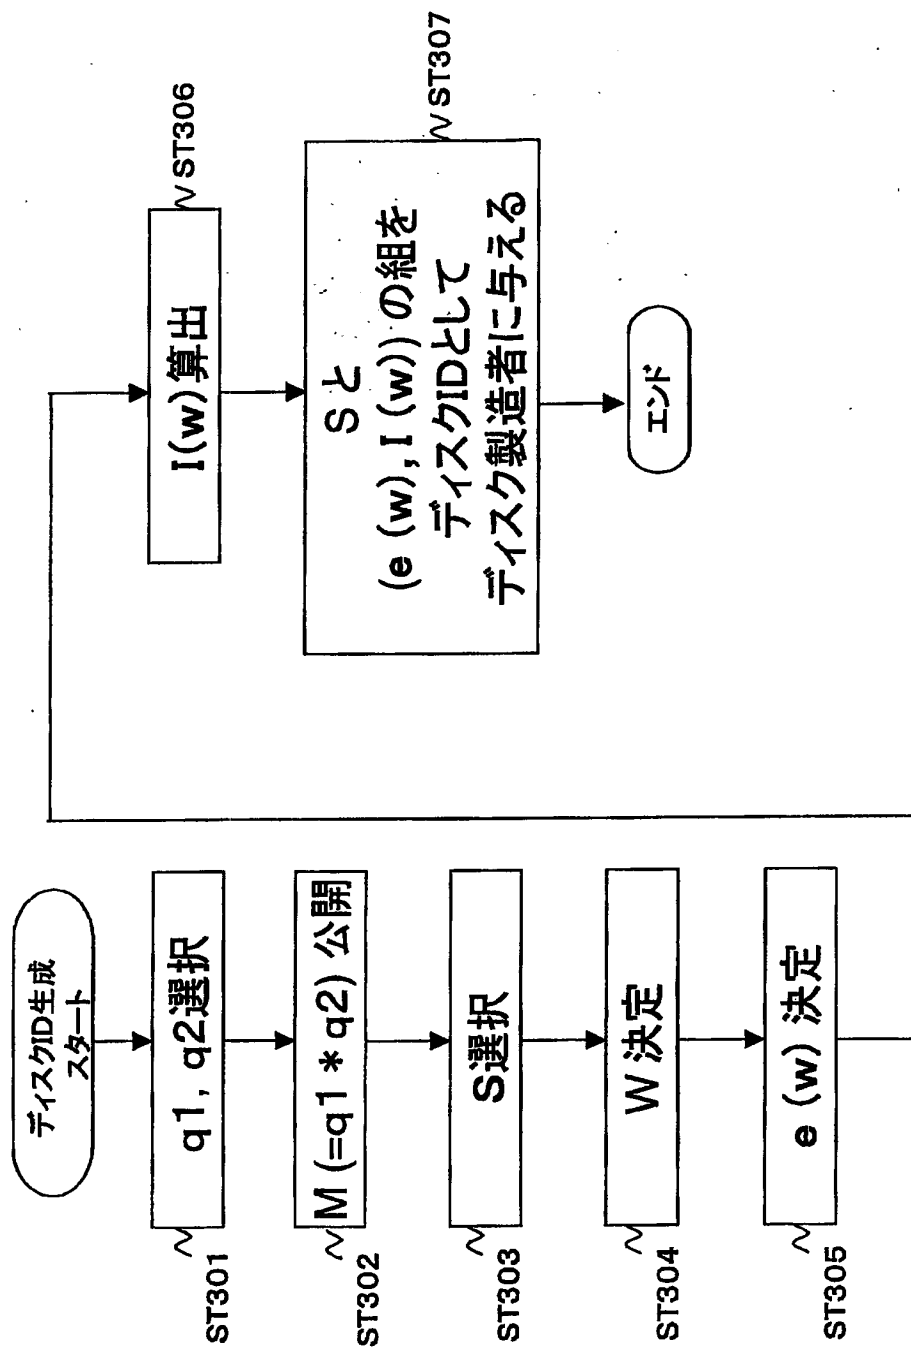 ディスクID生成
スタート
q1, q2選択
ST301
M (=q1 * q2) 公開
ST302
S選択
ST303
W 決定
ST304
e (w) 決定
ST305
I(w)算出
ST306
Sと
(e (w), I (w)) の組を
ディスクIDとして
ディスク製造者に与える
ST307
エンド